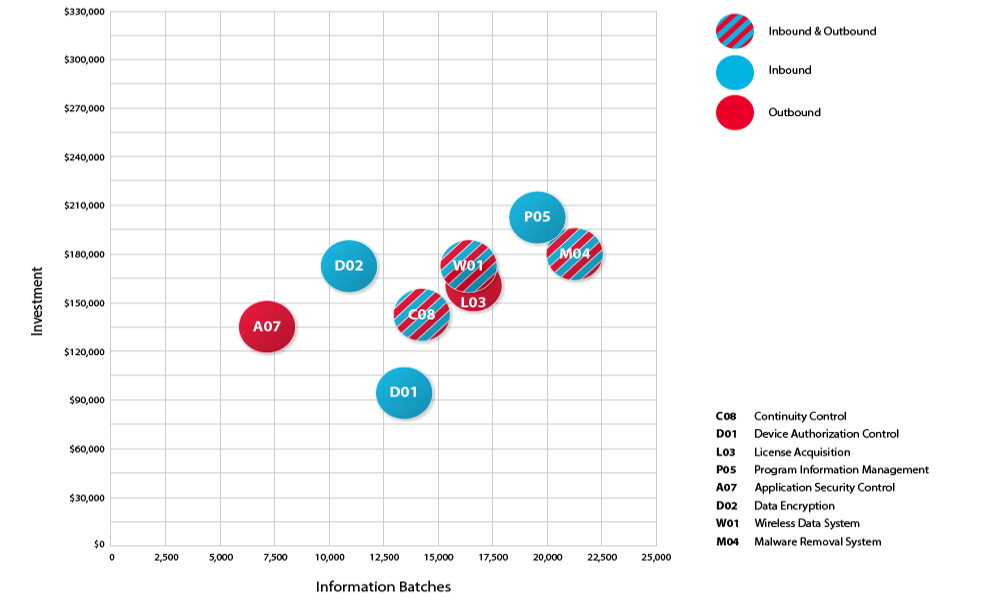 $330,000
$300,000
$270,000
$240,000
$210,000
$180,000
$150,000
$120,000
$90,000
$60,000
$30,000
$0
Investment
0 2,500 5,000 7,500 10,000 12,500 15,000 17,500 20,000 22,500 25,000
Information Batches
P05
M04
D02
W01
L03
C08
A07
D01
Inbound & Outbound
Inbound
Outbound
C08 Continuity Control
D01 Device Authorization Control
L03 License Acquisition
P05 Program Information Management
A07 Application Security Control
D02 Data Encryption
W01 Wireless Data System
M04 Malware Removal System